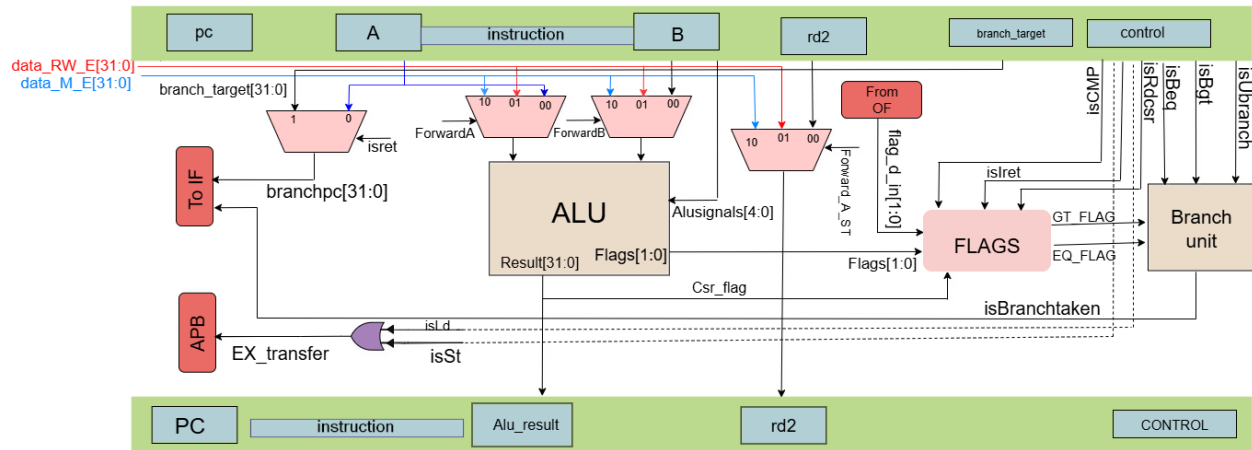 pc
A
instruction
B
rd2
branch_target
control
data_RW_E[31:0]
data_M_E[31:0]
branch_target[31:0]
1
0
10
01
00
10
01
00
10
01
00
From
OF
isCMP
isRdcsr
isBeq
isBgt
isUbranch
ForwardA
ForwardB
isret
Forward_A_ST
flag_d_in[1:0]
isIret
To IF
branchpc[31:0]
ALU
Alusignals[4:0]
Result[31:0]
Flags[1:0]
Flags[1:0]
FLAGS
GT_FLAG
EQ_FLAG
Branch
unit
Csr_flag
isBranchtaken
APB
EX_transfer
isLd
isSt
PC
instruction
Alu_result
rd2
CONTROL